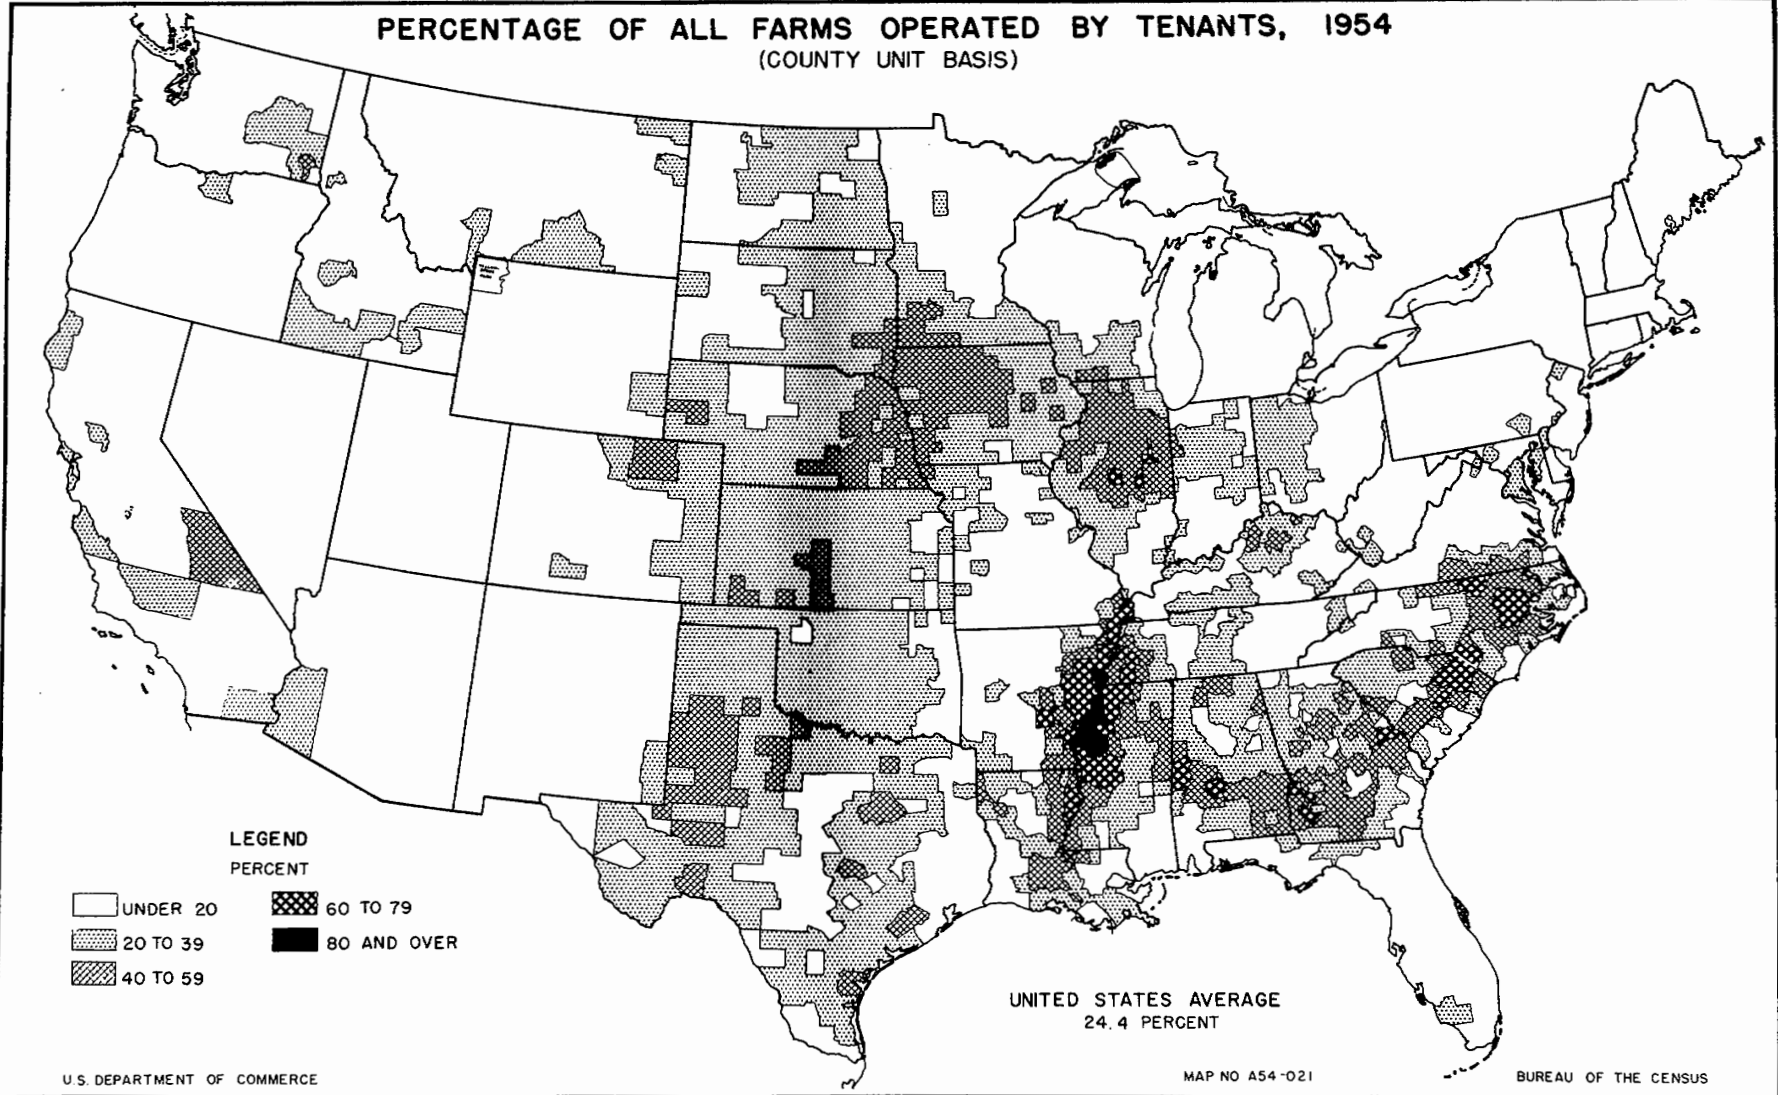 PERCENTAGE OF ALL FARMS OPERATED BY TENANTS, 1954
(COUNTY UNIT BASIS)
LEGEND
PERCENT
UNDER 20
20 TO 39
40 TO 59
60 TO 79
80 AND OVER
UNITED STATES AVERAGE
24.4 PERCENT
U.S. DEPARTMENT OF COMMERCE
MAP NO A54-021
BUREAU OF THE CENSUS